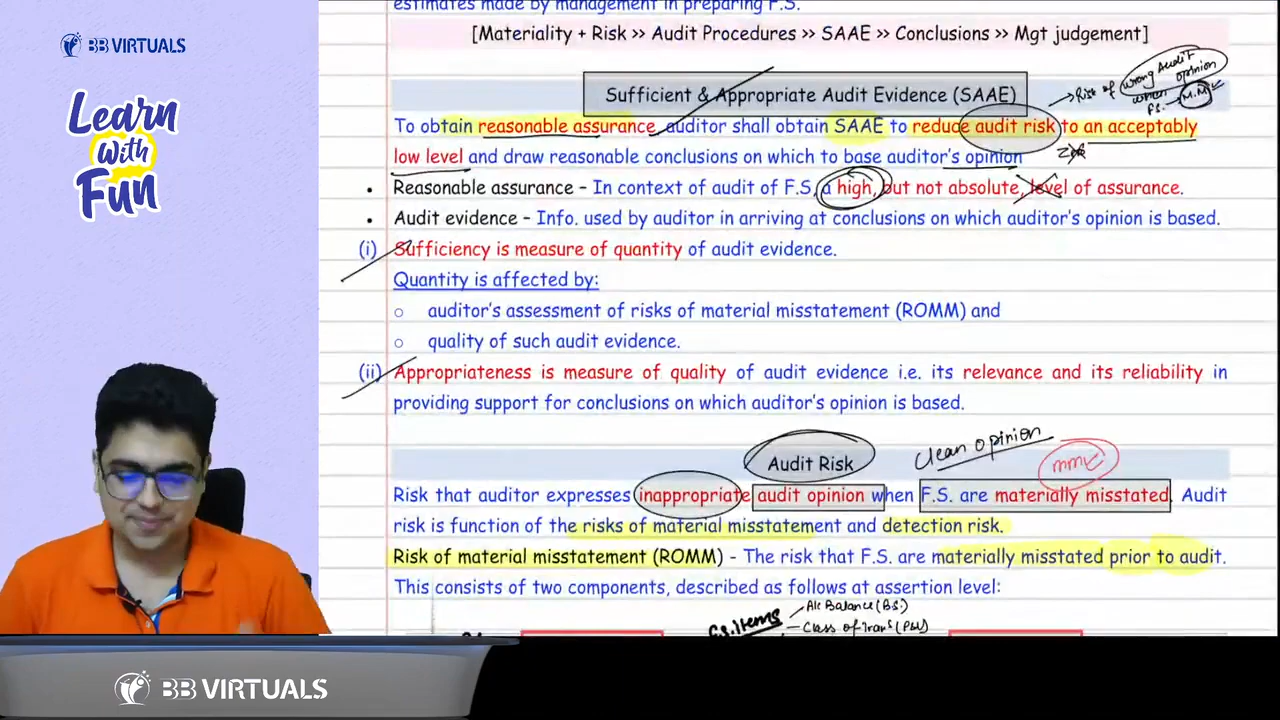 estimates made by management in preparing F.S.
BB VIRTUALS
[Materiality + Risk >> Audit Procedures >> SAAE >> Conclusions >> Mgt judgement]
Learn
with
Fun
Sufficient & Appropriate Audit Evidence (SAAE)
Risk of wrong Audit opinion
when
F.S. - M.M
To obtain reasonable assurance, auditor shall obtain SAAE to reduce audit risk to an acceptably
low level and draw reasonable conclusions on which to base auditor's opinion
• Reasonable assurance – In context of audit of F.S, a high, but not absolute, level of assurance.
• Audit evidence – Info. used by auditor in arriving at conclusions on which auditor's opinion is based.
(i) Sufficiency is measure of quantity of audit evidence.
Quantity is affected by:
o auditor's assessment of risks of material misstatement (ROMM) and
o quality of such audit evidence.
(ii) Appropriateness is measure of quality of audit evidence i.e. its relevance and its reliability in
providing support for conclusions on which auditor's opinion is based.
Clean opinion
Audit Risk
Risk that auditor expresses inappropriate audit opinion when F.S. are materially misstated. Audit
risk is function of the risks of material misstatement and detection risk.
Risk of material misstatement (ROMM) - The risk that F.S. are materially misstated prior to audit.
This consists of two components, described as follows at assertion level:
F.S. items
A/c Balance (B.S.)
Class of Trans (P&L)
BB VIRTUALS